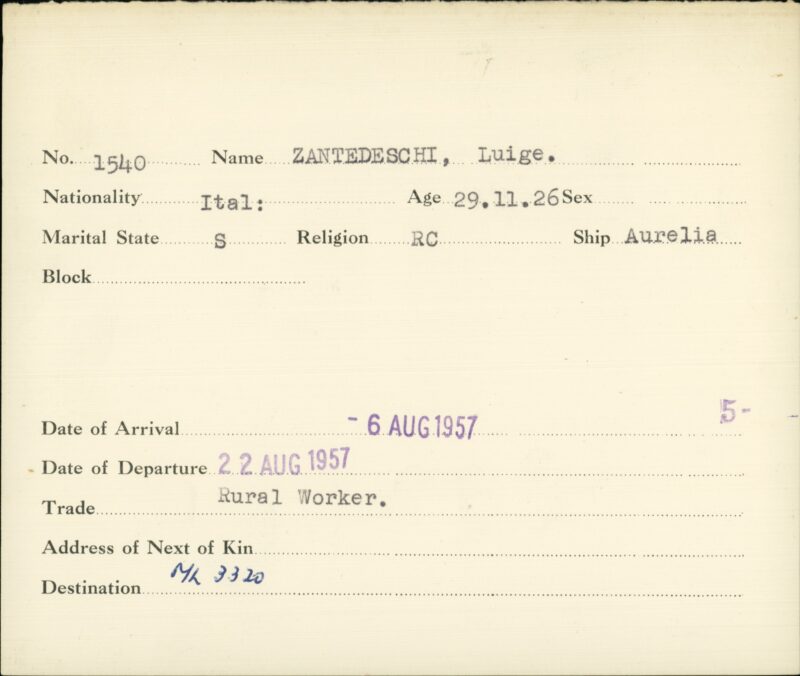 No. 1540 Name ZANTEDESCHI, Luige.
Nationality Ital: Age 29.11.26 Sex
Marital State S Religion RC Ship Aurelia
Block
5-
Date of Arrival - 6 AUG 1957
Date of Departure 22 AUG 1957
Trade Rural Worker.
Address of Next of Kin
Destination 3320